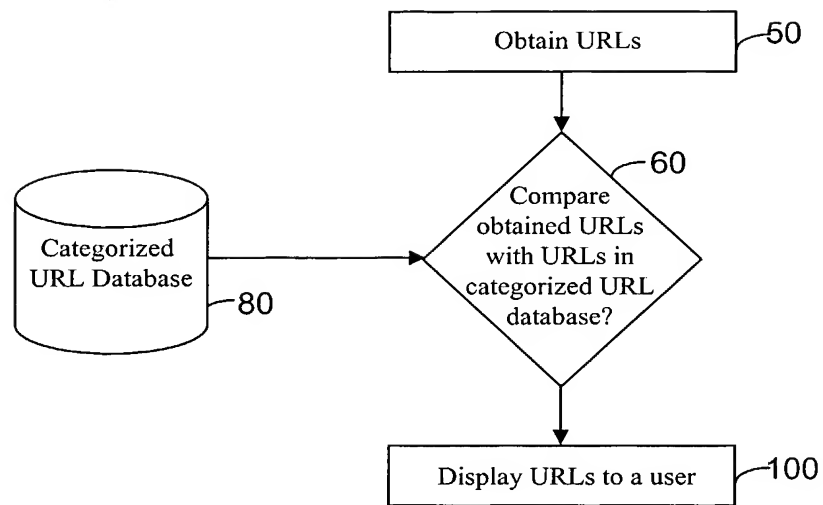 Obtain URLs
50
60
Compare
obtained URLs
with URLs in
categorized URL
database?
Categorized
URL Database
80
Display URLs to a user
100